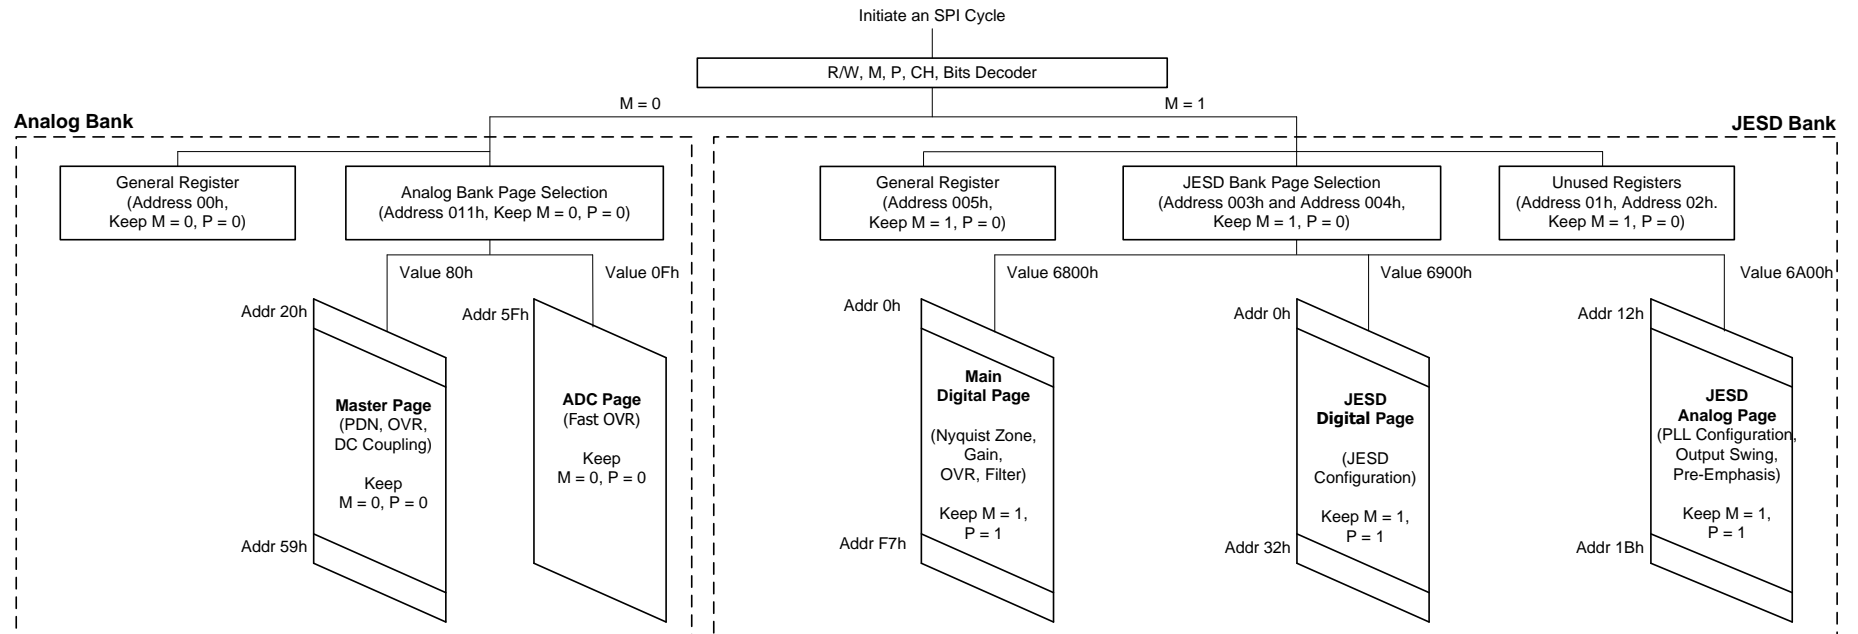 Initiate an SPI Cycle
R/W, M, P, CH, Bits Decoder
M = 0
M = 1
Analog Bank
JESD Bank
General Register
(Address 00h,
Keep M = 0, P = 0)
Analog Bank Page Selection
(Address 011h, Keep M = 0, P = 0)
General Register
(Address 005h,
Keep M = 1, P = 0)
JESD Bank Page Selection
(Address 003h and Address 004h,
Keep M = 1, P = 0)
Unused Registers
(Address 01h, Address 02h.
Keep M = 1, P = 0)
Value 80h
Value 0Fh
Value 6800h
Value 6900h
Value 6A00h
Addr 20h
Master Page
(PDN, OVR,
DC Coupling)
Keep
M = 0, P = 0
Addr 59h
Addr 5Fh
ADC Page
(Fast OVR)
Keep
M = 0, P = 0
Addr 0h
Main
Digital Page
(Nyquist Zone,
Gain,
OVR, Filter)
Keep M = 1,
P = 1
Addr F7h
Addr 0h
JESD
Digital Page
(JESD
Configuration)
Keep M = 1,
P = 1
Addr 32h
Addr 12h
JESD
Analog Page
(PLL Configuration,
Output Swing,
Pre-Emphasis)
Keep M = 1,
P = 1
Addr 1Bh